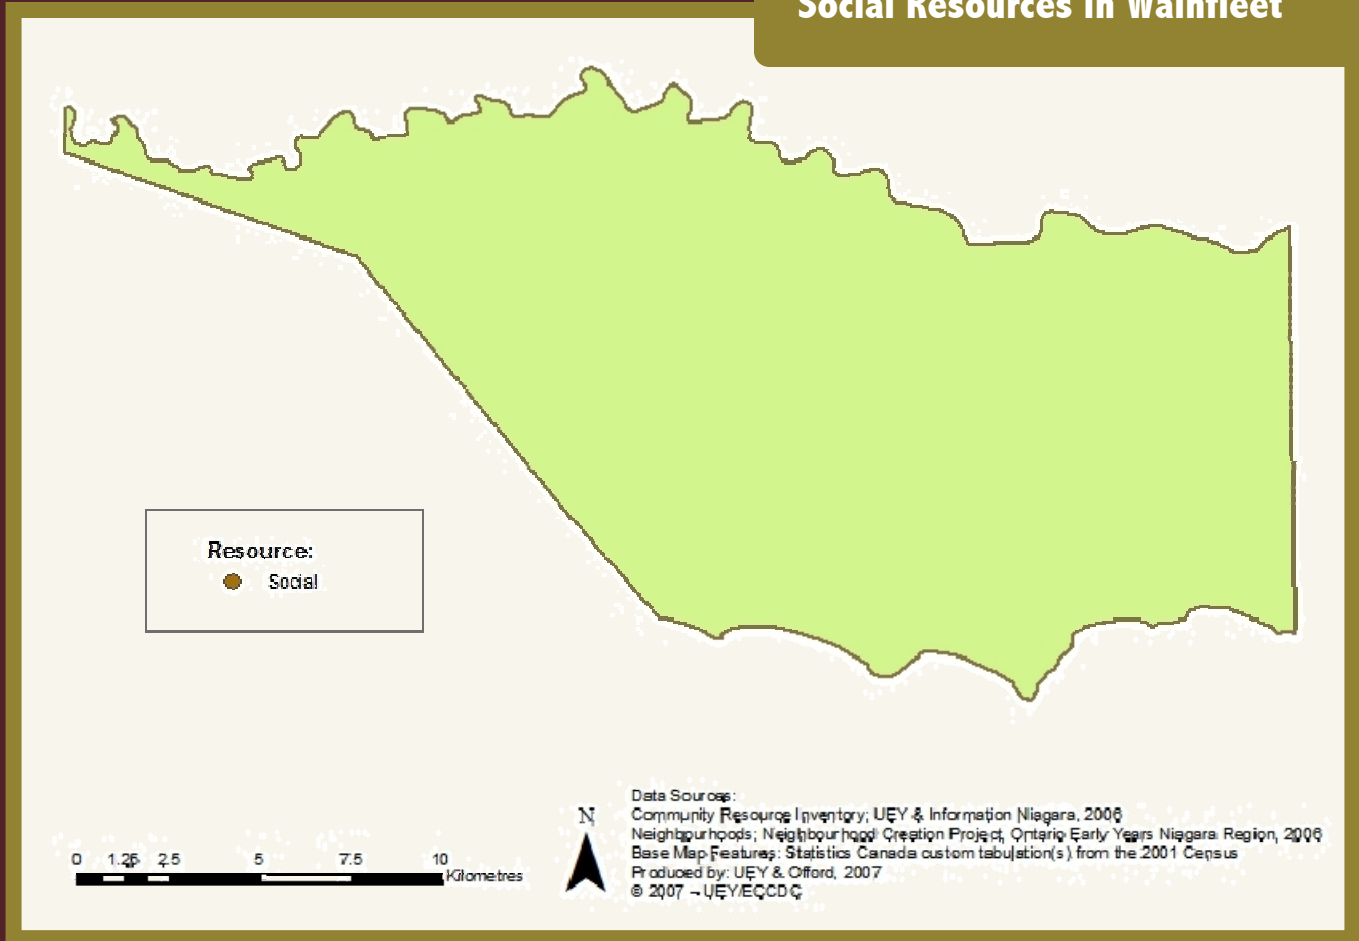 Social Resources in Wainfleet
Resource:
Social
N
0 1.25 2.5 5 7.5 10
Kilometres
Data Sources:
Community Resource Inventory; UEY & Information Niagara, 2006
Neighbourhoods; Neighbourhood Creation Project, Ontario Early Years Niagara Region, 2006
Base Map Features: Statistics Canada custom tabulation(s) from the 2001 Census
Produced by: UEY & Offord, 2007
© 2007 – UEY/ECCDC